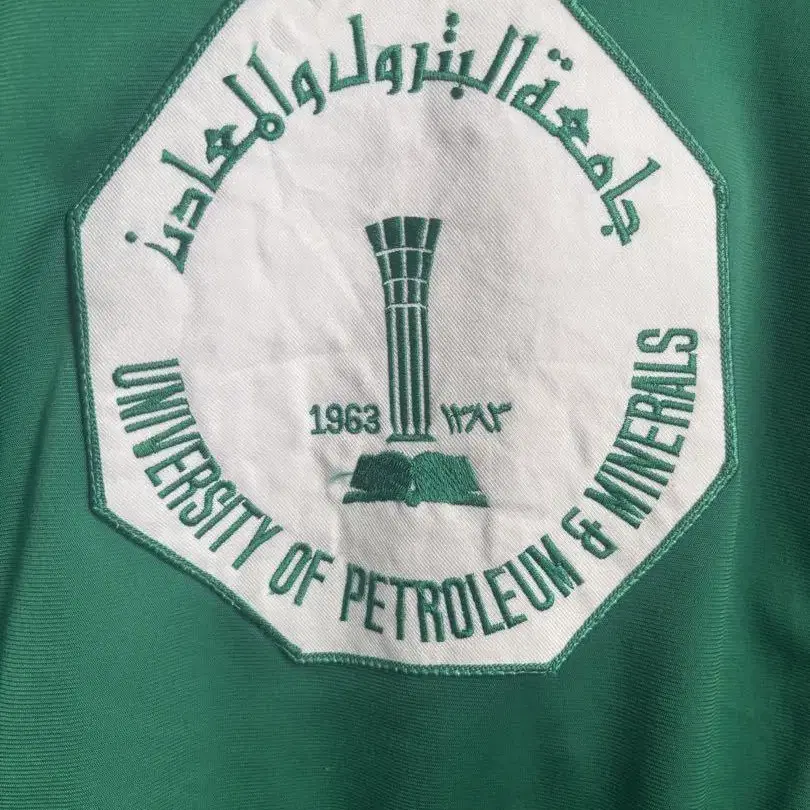 جامعة البترول والمعادن
1963 ١٣٨٣
UNIVERSITY OF PETROLEUM & MINERALS